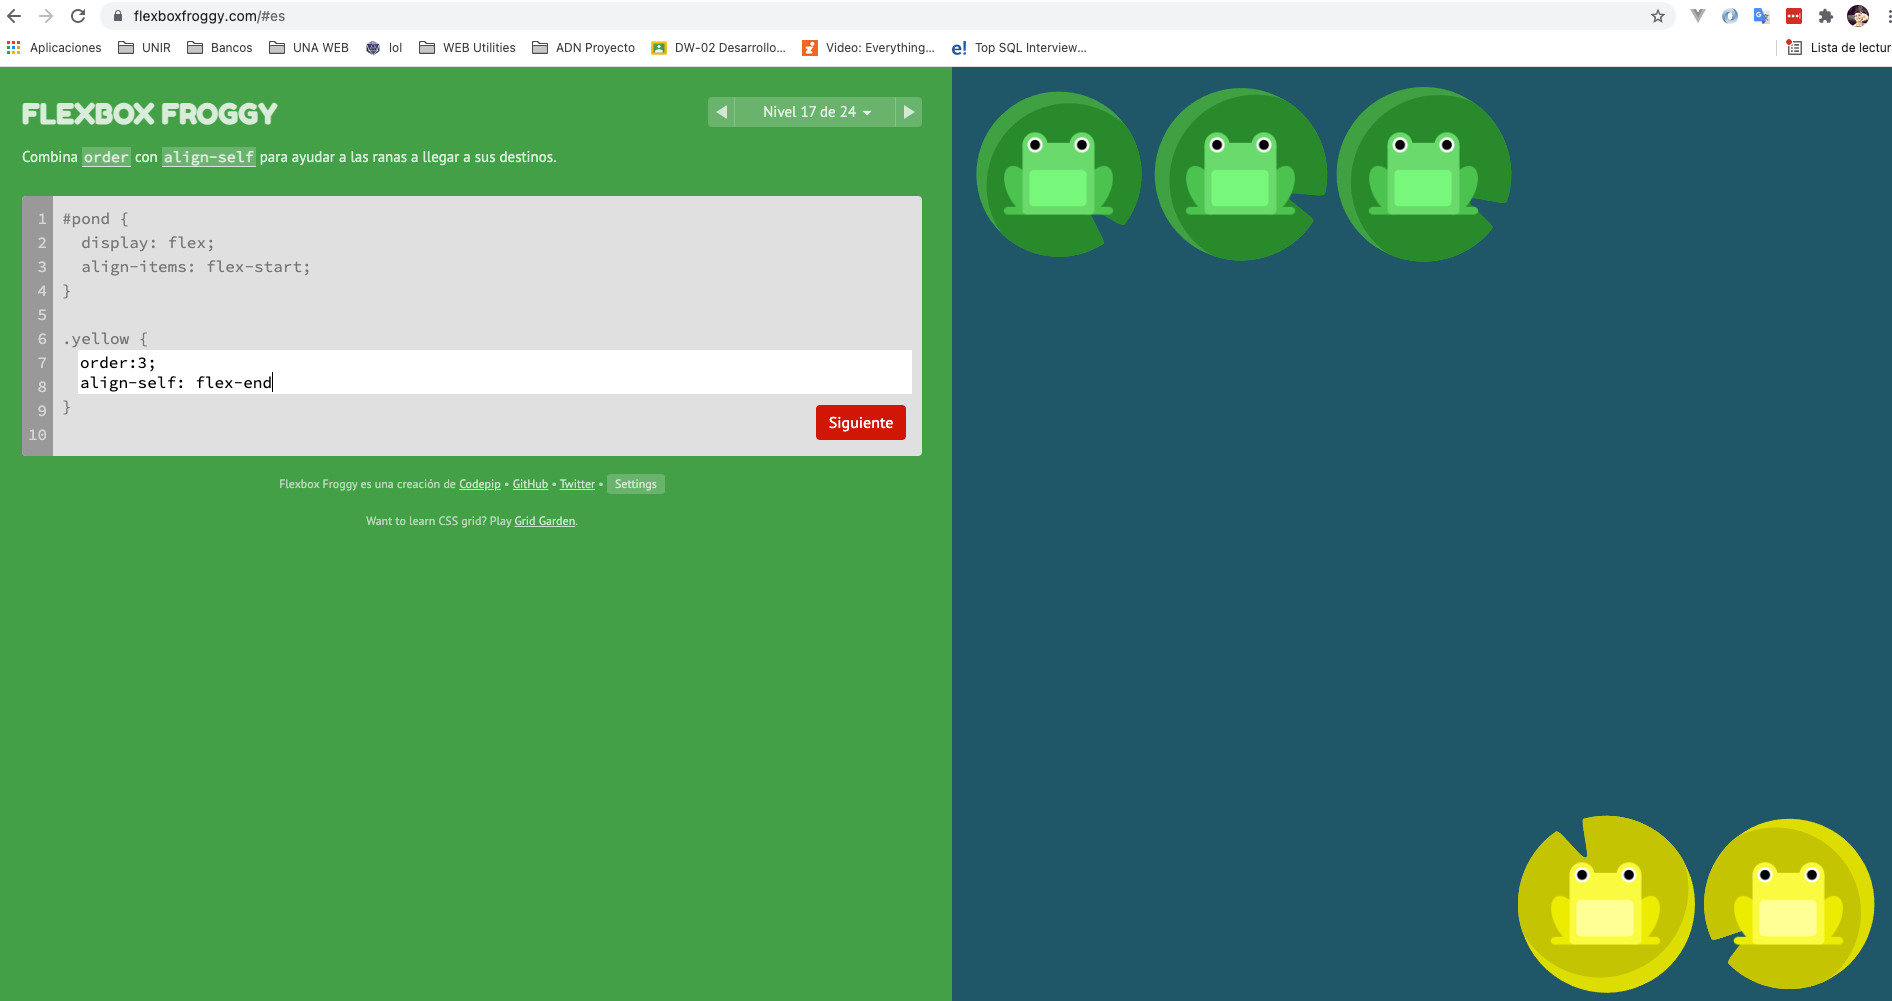 flexboxfroggy.com/#es
Aplicaciones UNIR Bancos UNA WEB lol WEB Utilities ADN Proyecto DW-02 Desarrollo... Video: Everything... e! Top SQL Interview... Lista de lectur
FLEXBOX FROGGY
Nivel 17 de 24
Combina order con align-self para ayudar a las ranas a llegar a sus destinos.
1 #pond {
2 display: flex;
3 align-items: flex-start;
4 }
5
6 .yellow {
7 order:3;
8 align-self: flex-end
9 }
10
Siguiente
Flexbox Froggy es una creación de Codepip • GitHub • Twitter • Settings
Want to learn CSS grid? Play Grid Garden.